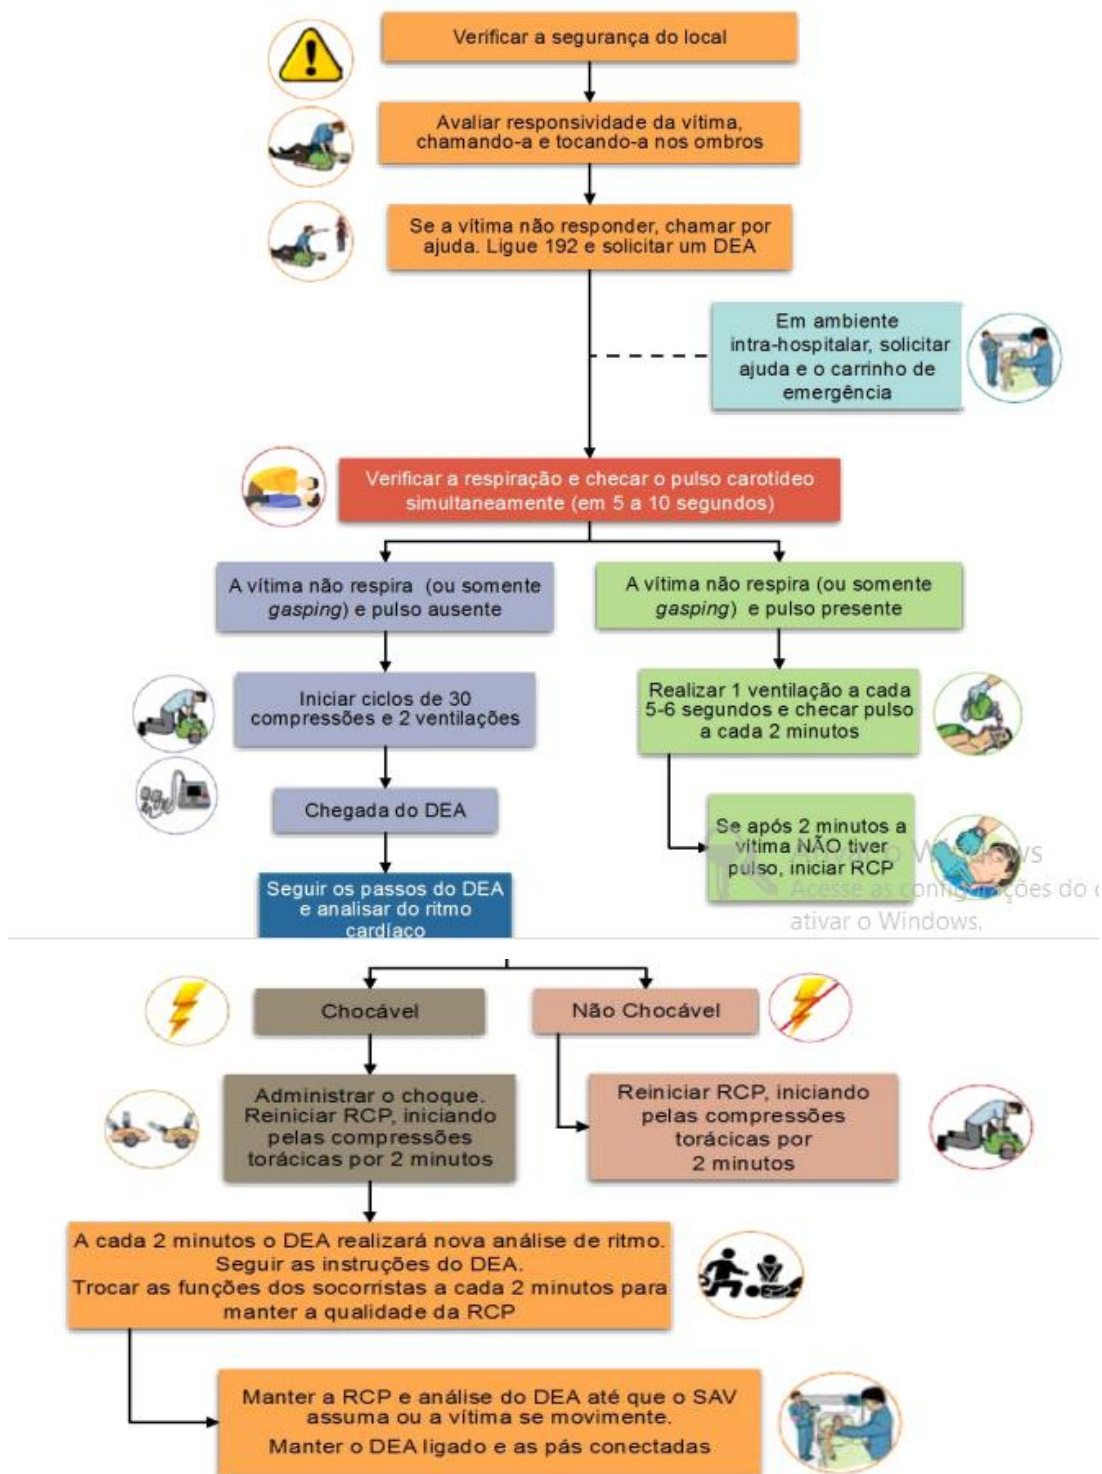 Verificar a segurança do local
Avaliar responsividade da vítima,
chamando-a e tocando-a nos ombros
Se a vítima não responder, chamar por
ajuda. Ligue 192 e solicitar um DEA
Em ambiente
intra-hospitalar, solicitar
ajuda e o carrinho de
emergência
Verificar a respiração e checar o pulso carotídeo
simultaneamente (em 5 a 10 segundos)
A vítima não respira (ou somente
gasping) e pulso ausente
A vítima não respira (ou somente
gasping) e pulso presente
Iniciar ciclos de 30
compressões e 2 ventilações
Realizar 1 ventilação a cada
5-6 segundos e checar pulso
a cada 2 minutos
Chegada do DEA
Se após 2 minutos a
vítima NÃO tiver
pulso, iniciar RCP
Seguir os passos do DEA
e analisar do ritmo
cardíaco
Acesse as configurações do
ativar o Windows.
Chocável
Não Chocável
Administrar o choque.
Reiniciar RCP, iniciando
pelas compressões
torácicas por 2 minutos
Reiniciar RCP, iniciando
pelas compressões
torácicas por
2 minutos
A cada 2 minutos o DEA realizará nova análise de ritmo.
Seguir as instruções do DEA.
Trocar as funções dos socorristas a cada 2 minutos para
manter a qualidade da RCP
Manter a RCP e análise do DEA até que o SAV
assuma ou a vítima se movimente.
Manter o DEA ligado e as pás conectadas